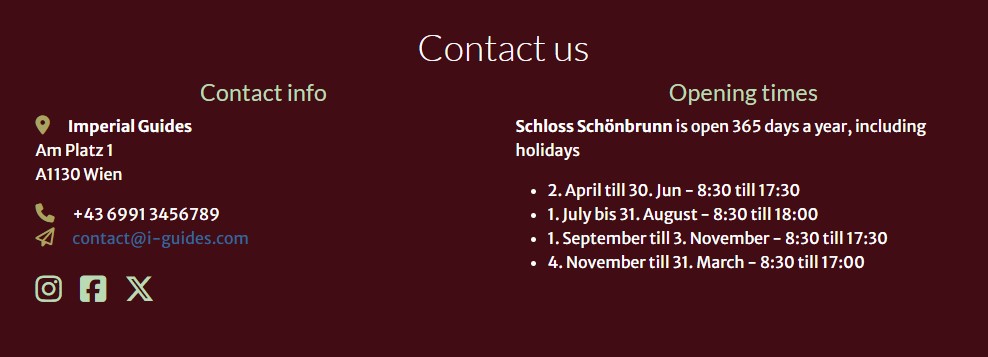 Contact us
Contact info
Imperial Guides
Am Platz 1
A1130 Wien
+43 6991 3456789
contact@i-guides.com
Opening times
Schloss Schönbrunn is open 365 days a year, including
holidays
• 2. April till 30. Jun - 8:30 till 17:30
• 1. July bis 31. August - 8:30 till 18:00
• 1. September till 3. November - 8:30 till 17:30
• 4. November till 31. March - 8:30 till 17:00